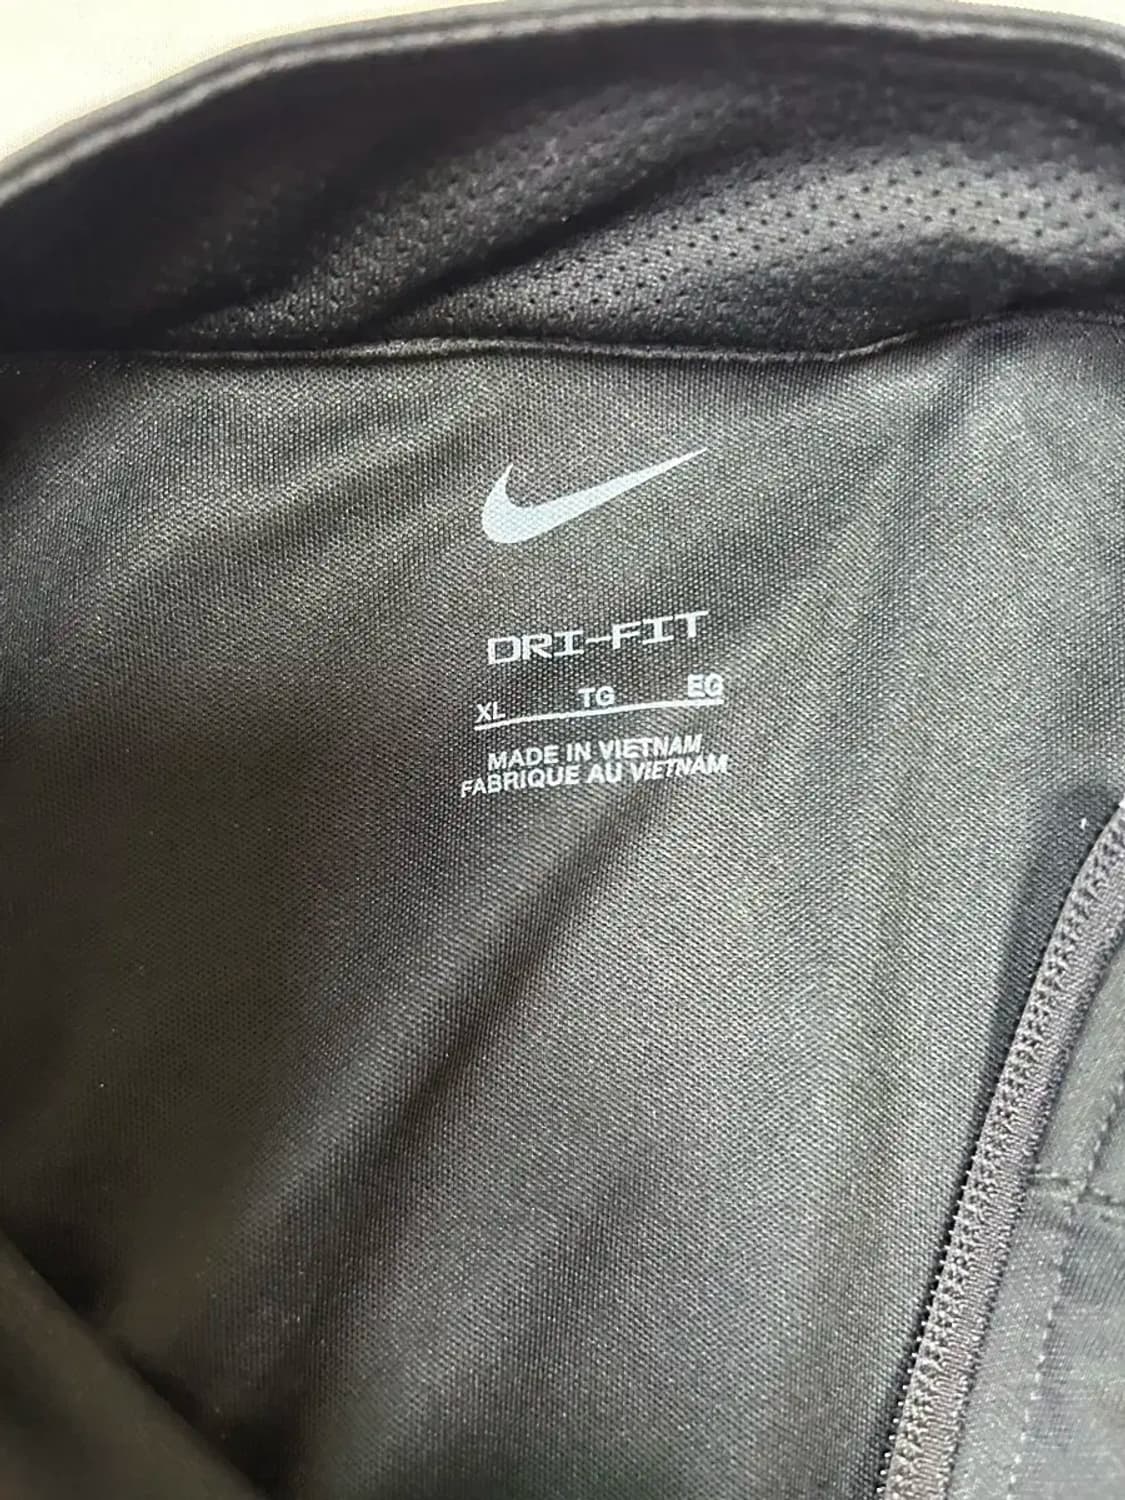 DRI-FIT
XL TG EG
MADE IN VIETNAM
FABRIQUE AU VIETNAM